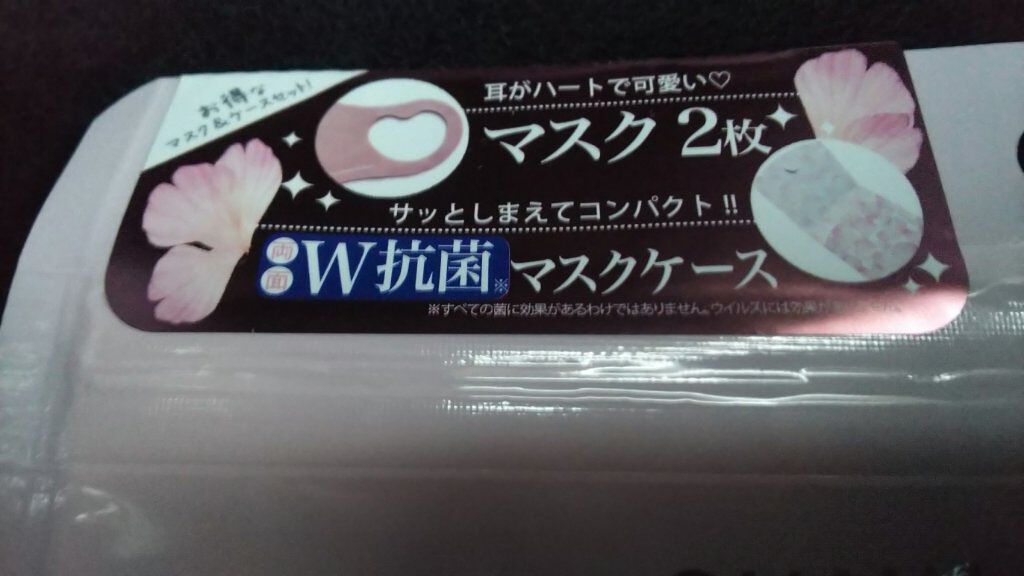 お得な
マスク&ケースセット!
耳がハートで可愛い♡
マスク 2枚
サッとしまえてコンパクト!!
両面 W抗菌※ マスクケース
※すべての菌に効果があるわけではありません。ウイルスには効果が